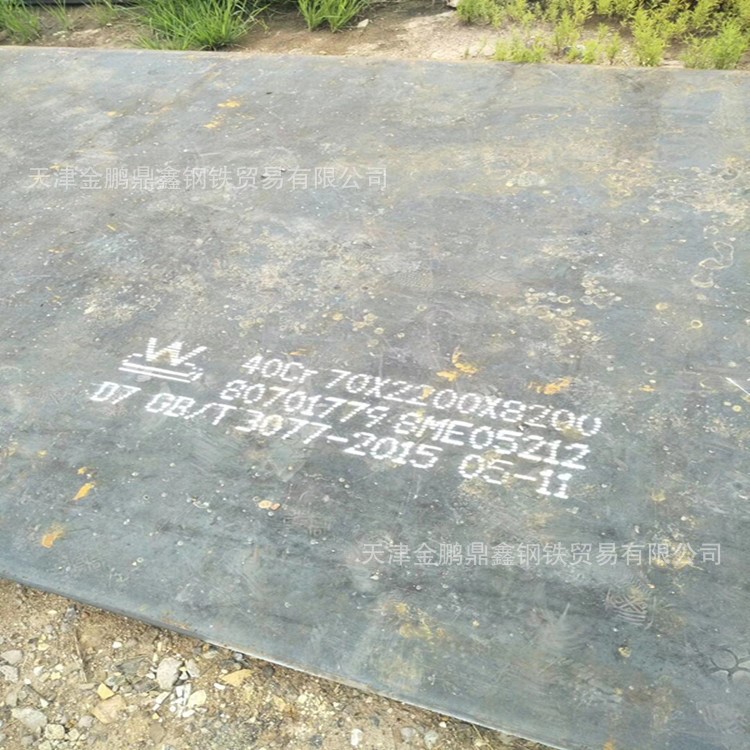 天津金鹏鼎鑫钢铁贸易有限公司
40Cr 70X2200X8200
80701779 8ME05212
D7 GB/T 3077-2015 05-11
天津金鹏鼎鑫钢铁贸易有限公司